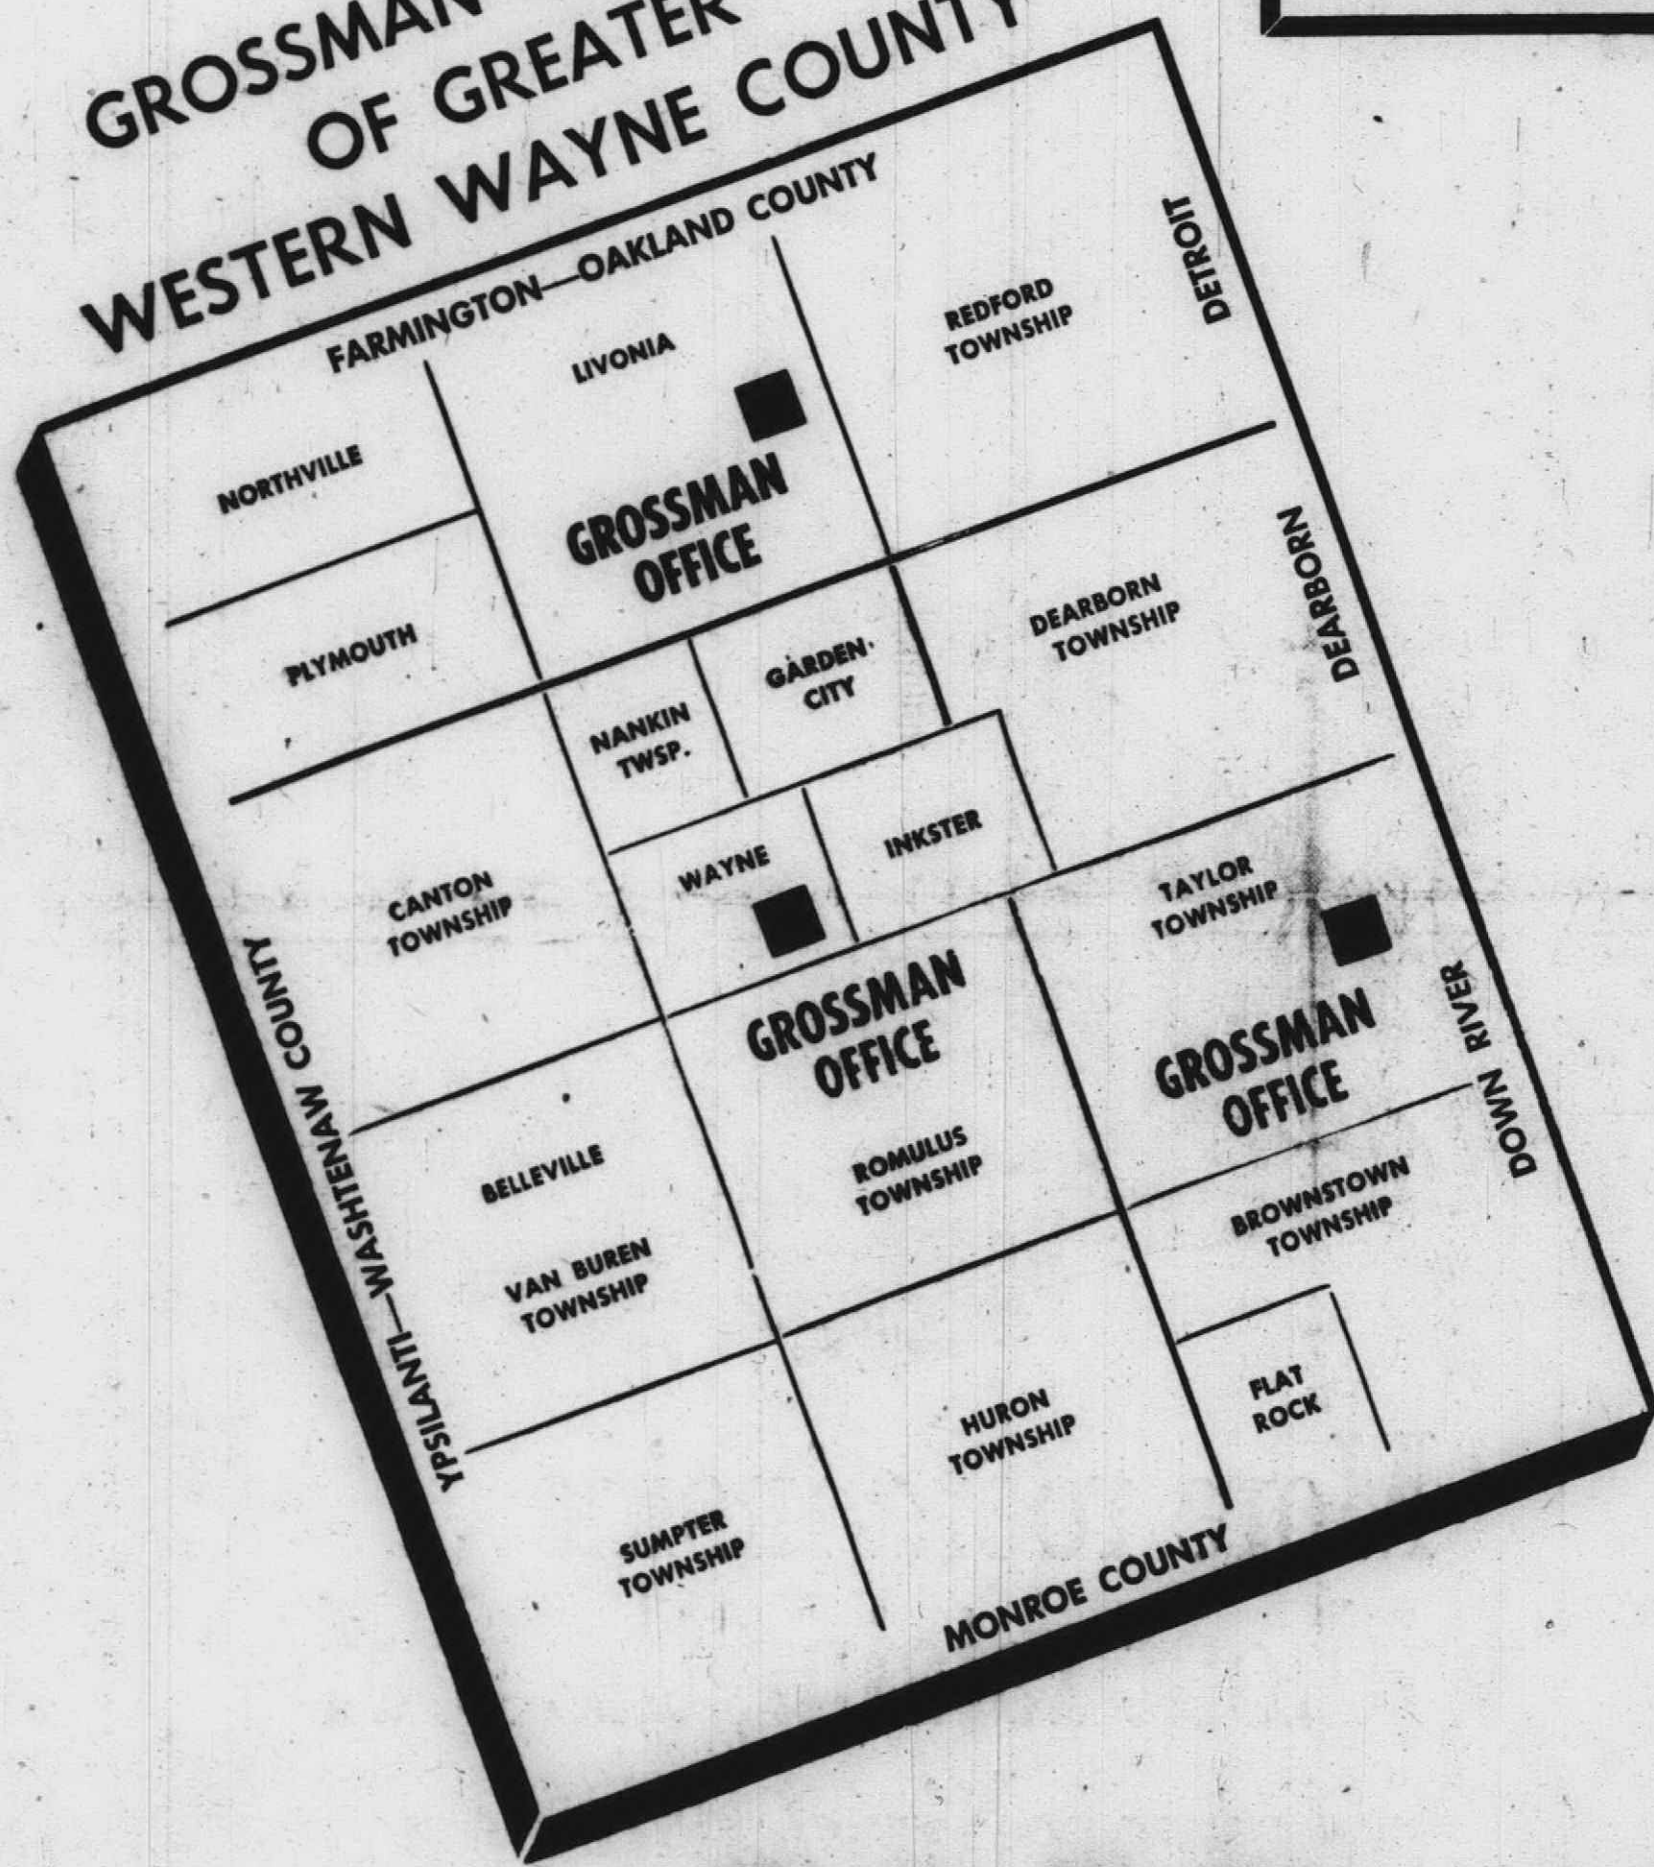 GROSSMAN
OF GREATER
WESTERN WAYNE COUNTY
FARMINGTON—OAKLAND COUNTY
DETROIT
LIVONIA
REDFORD
TOWNSHIP
NORTHVILLE
GROSSMAN
OFFICE
PLYMOUTH
DEARBORN
NANKIN
TWSP.
GARDEN
CITY
DEARBORN
TOWNSHIP
CANTON
TOWNSHIP
WAYNE
INKSTER
TAYLOR
TOWNSHIP
GROSSMAN
OFFICE
GROSSMAN
OFFICE
DOWN RIVER
YPSILANTI—WASHTENAW COUNTY
BELLEVILLE
VAN BUREN
TOWNSHIP
ROMULUS
TOWNSHIP
BROWNSTOWN
TOWNSHIP
SUMPTER
TOWNSHIP
HURON
TOWNSHIP
FLAT
ROCK
MONROE COUNTY